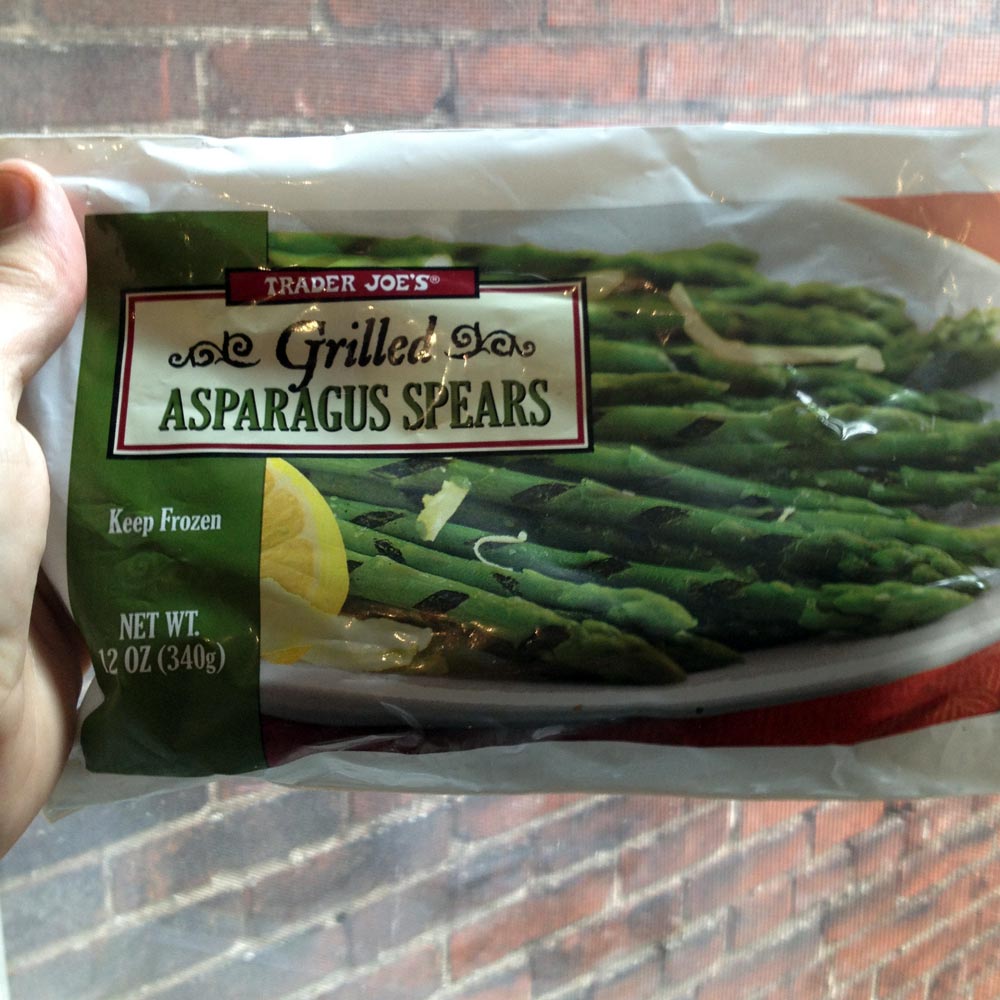 TRADER JOE'S®
Grilled
ASPARAGUS SPEARS
Keep Frozen
NET WT.
12 OZ (340g)